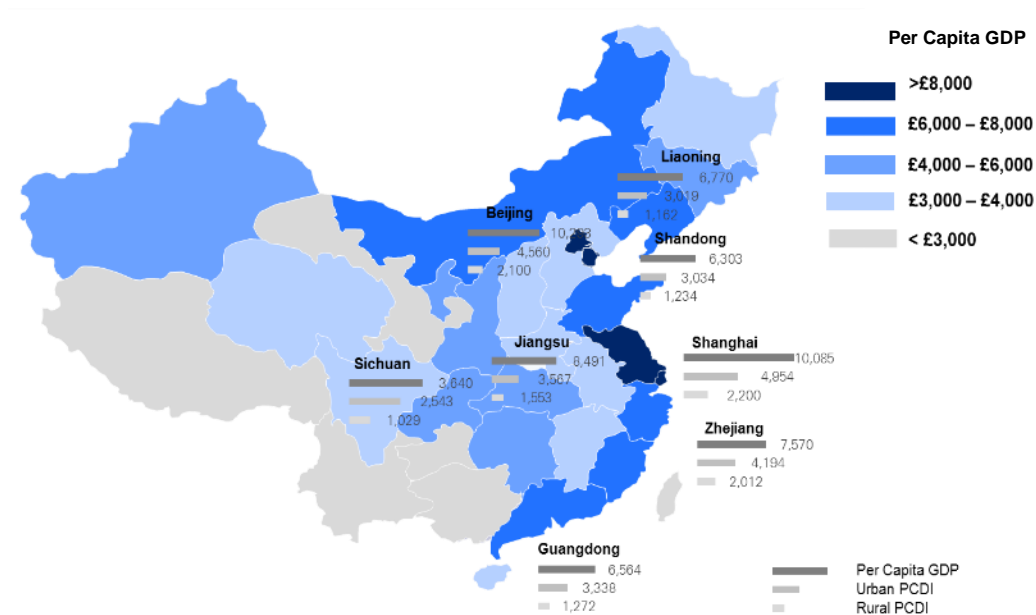 Per Capita GDP
>£8,000
£6,000 – £8,000
£4,000 – £6,000
£3,000 – £4,000
< £3,000
Liaoning
6,770
3,019
1,162
Beijing
4,560
2,100
Shandong
6,303
3,034
1,234
Shanghai
10,085
4,954
2,200
Jiangsu
8,491
3,567
1,553
Sichuan
3,640
2,543
1,029
Zhejiang
7,570
4,194
2,012
Guangdong
6,564
3,338
1,272
Per Capita GDP
Urban PCDI
Rural PCDI